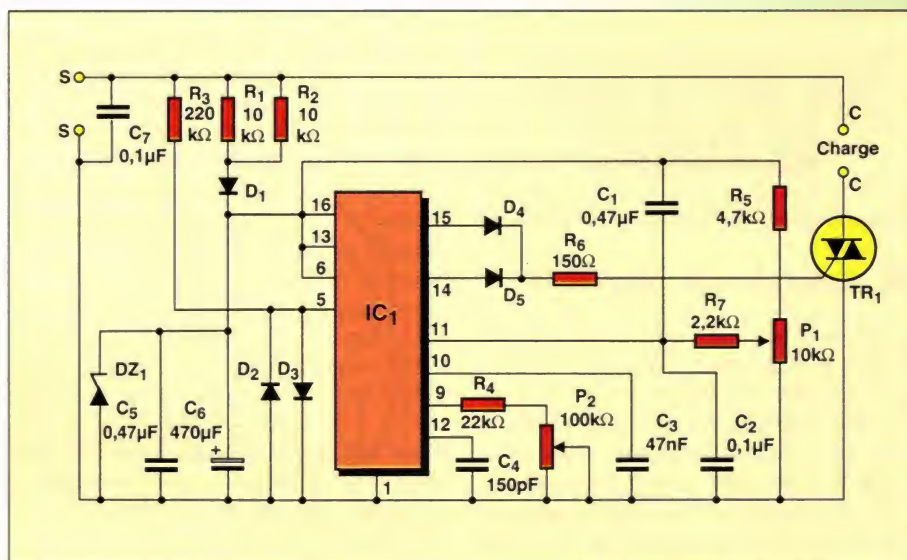 S
C7
0,1µF
S
R3
220
kΩ
R1
10
kΩ
R2
10
kΩ
D1
16
13
6
5
IC1
15
14
11
10
9
12
1
D4
D5
R6
150Ω
C1
0,47µF
R5
4,7kΩ
C
Charge
C
TR1
R7
2,2kΩ
P1
10kΩ
DZ1
C5
0,47µF
C6
470µF
+
D2
D3
R4
22kΩ
P2
100kΩ
C4
150pF
C3
47nF
C2
0,1µF